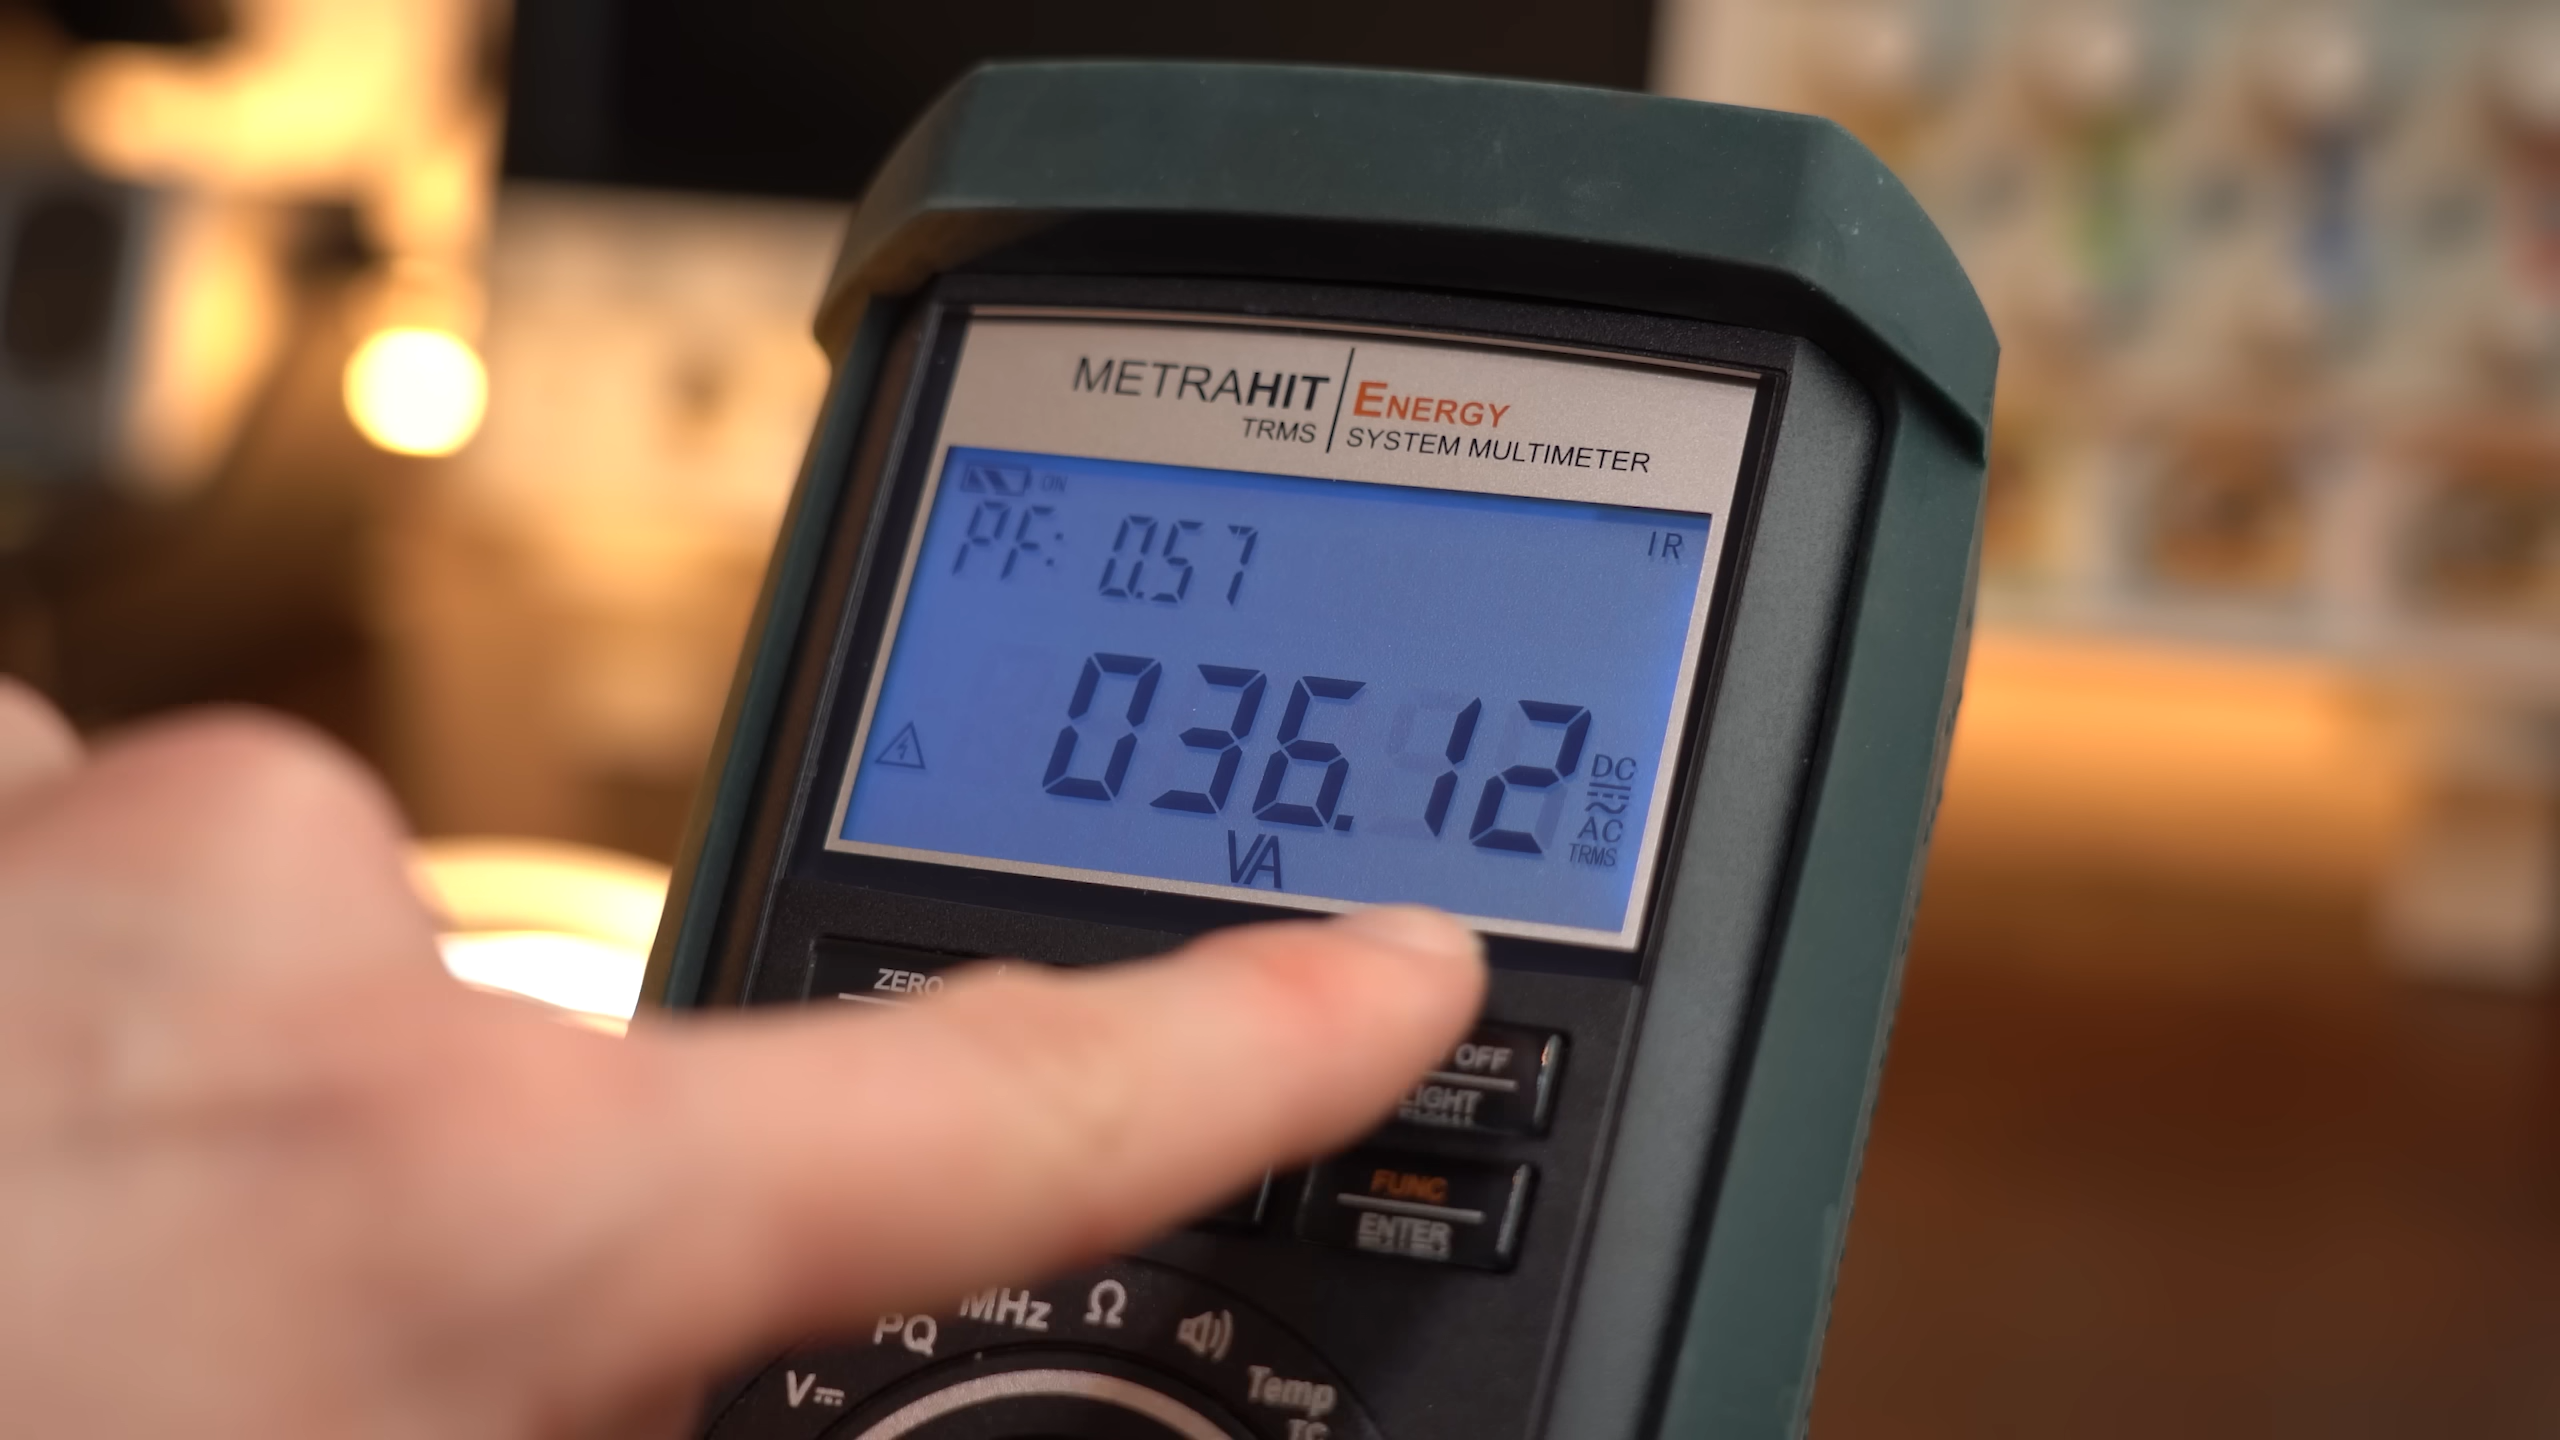 METRAHIT ENERGY
TRMS SYSTEM MULTIMETER
ON
PF: 0.57
IR
036.12
DC
AC
TRMS
VA
ZERO
OFF
LIGHT
FUNC
ENTER
MHz Ω
PQ
V
Temp
TC